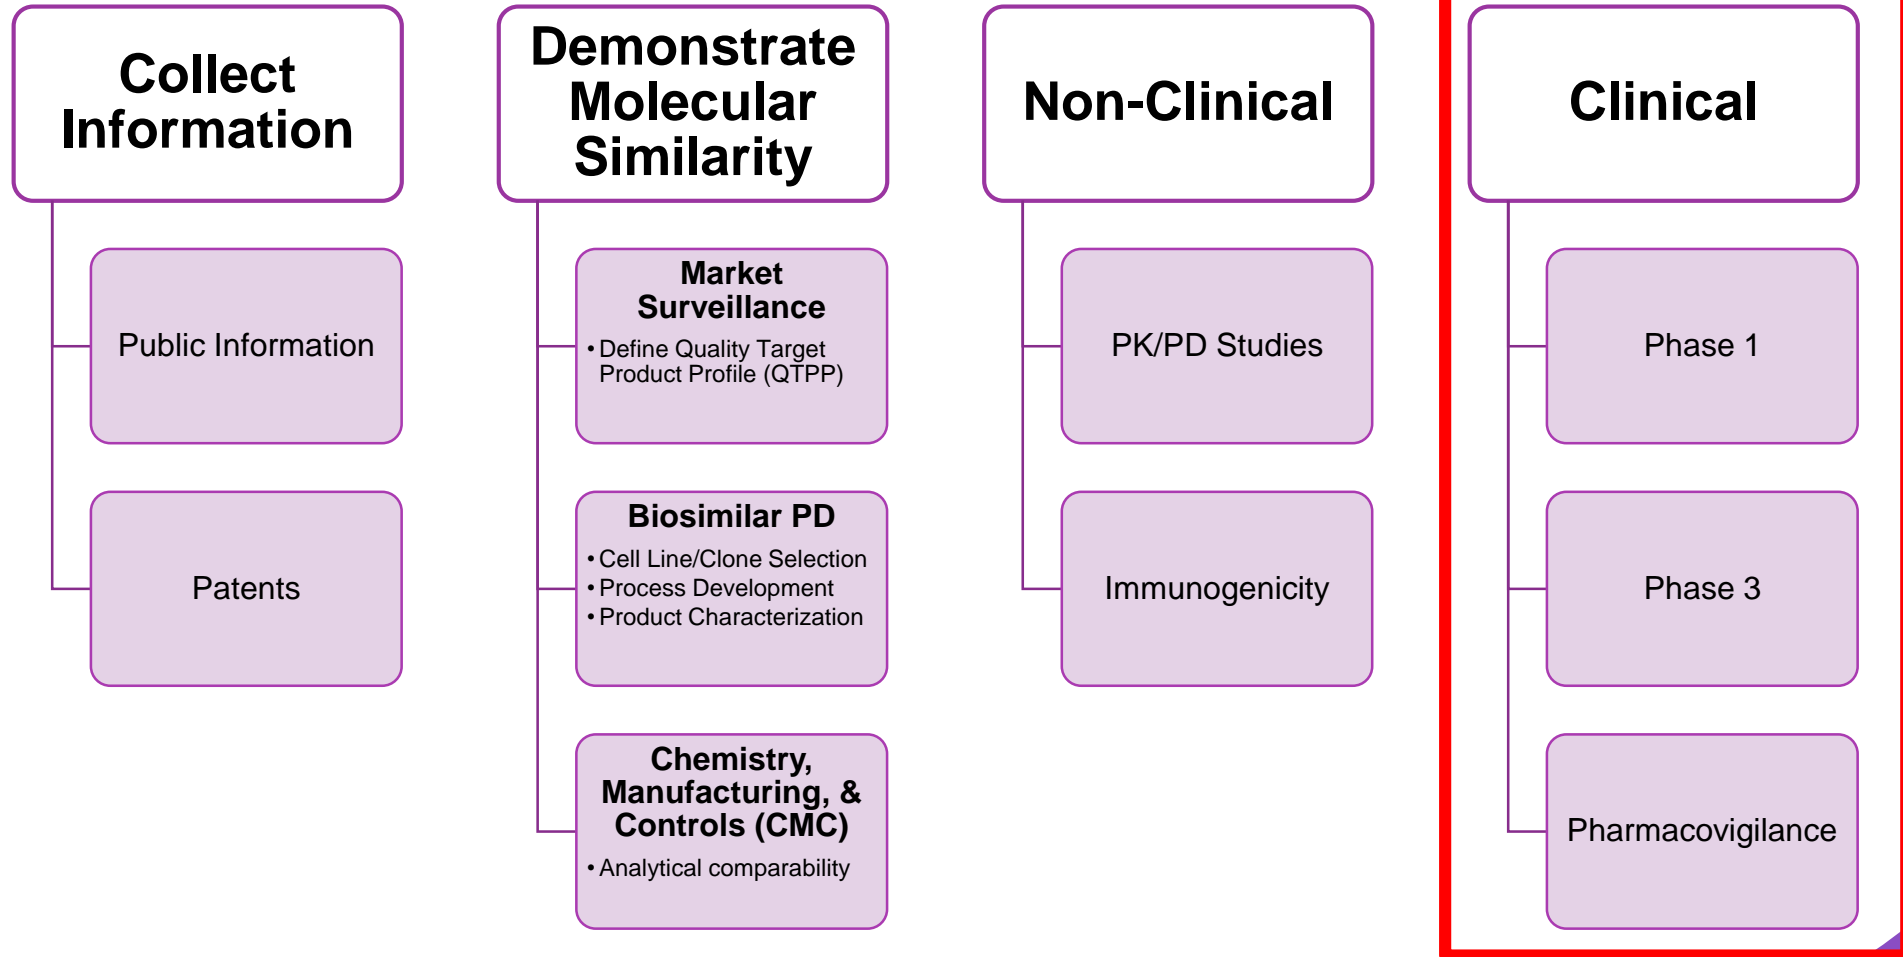 Collect
Information
Public Information
Patents
Demonstrate
Molecular
Similarity
Market
Surveillance
• Define Quality Target
Product Profile (QTPP)
Biosimilar PD
• Cell Line/Clone Selection
• Process Development
• Product Characterization
Chemistry,
Manufacturing, &
Controls (CMC)
• Analytical comparability
Non-Clinical
PK/PD Studies
Immunogenicity
Clinical
Phase 1
Phase 3
Pharmacovigilance